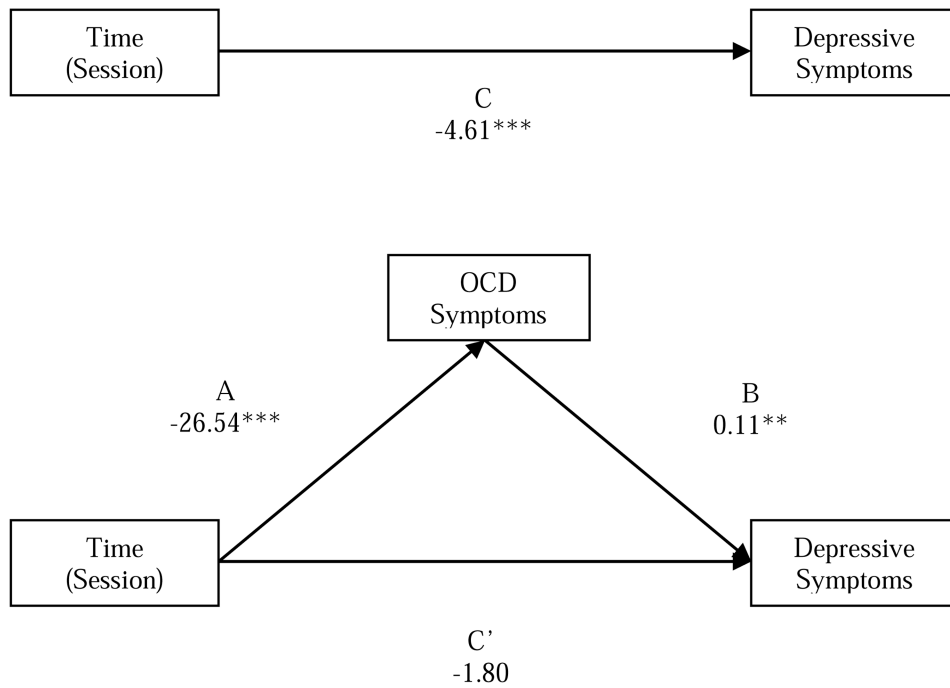 Time
(Session)
Depressive
Symptoms
C
-4.61***
OCD
Symptoms
A
-26.54***
B
0.11**
Time
(Session)
Depressive
Symptoms
C’
-1.80